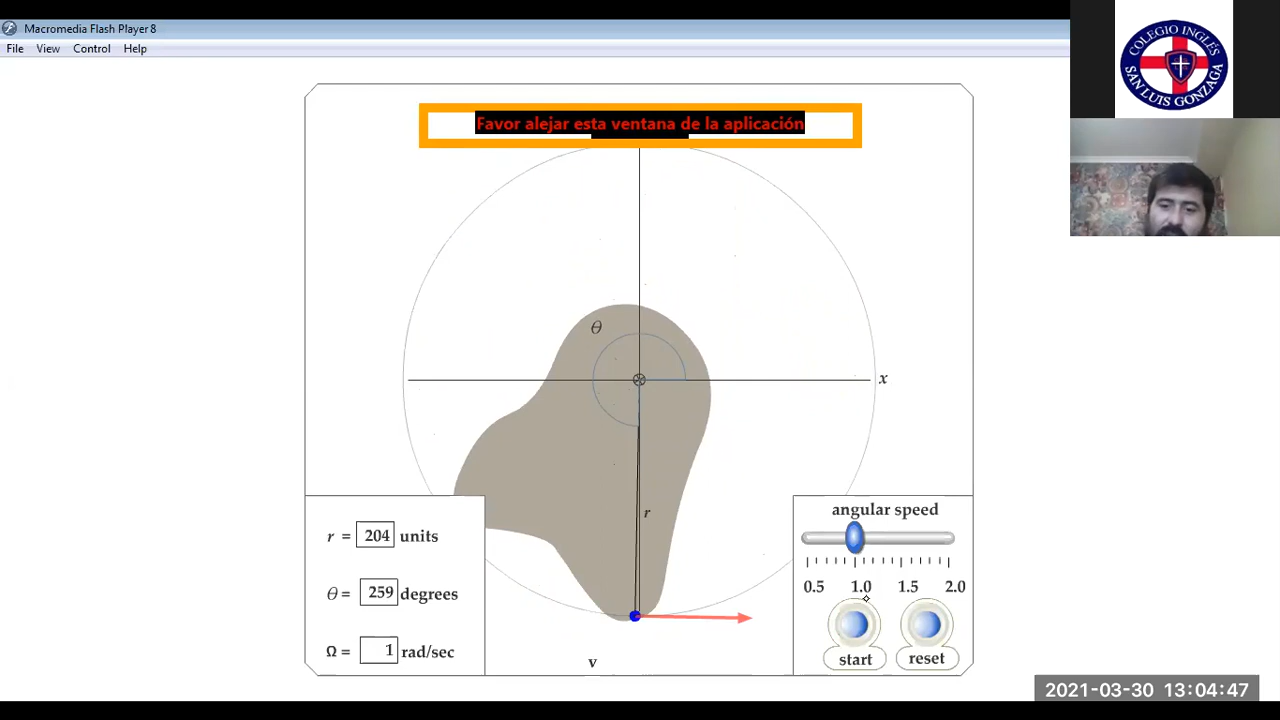 Macromedia Flash Player 8
File View Control Help
COLEGIO INGLÉS
SAN LUIS GONZAGA
Favor alejar esta ventana de la aplicación
θ
x
r
r = 204 units
θ = 259 degrees
Ω = 1 rad/sec
v
angular speed
0.5 1.0 1.5 2.0
start reset
2021-03-30 13:04:47